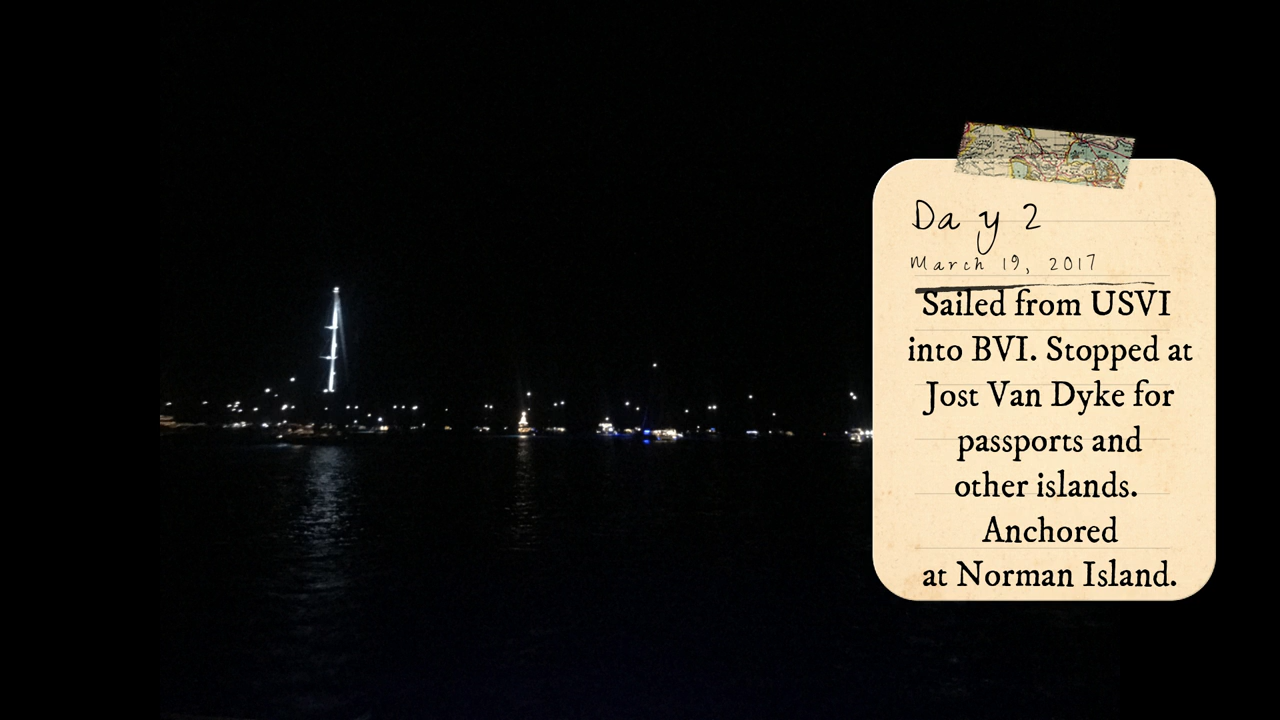 Day 2
March 19, 2017
Sailed from USVI
into BVI. Stopped at
Jost Van Dyke for
passports and
other islands.
Anchored
at Norman Island.